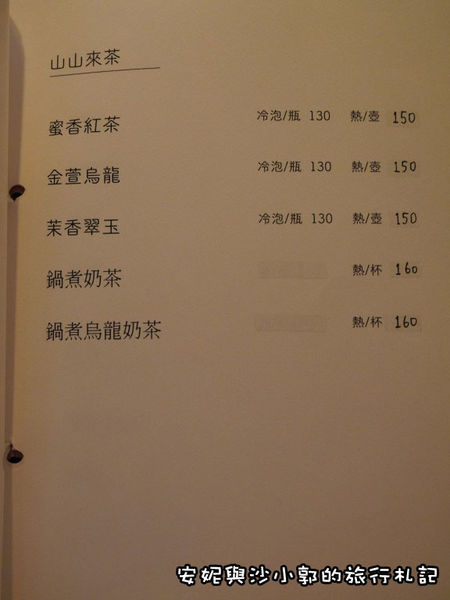 山山來茶
蜜香紅茶 冷泡/瓶 130 熱/壺 150
金萱烏龍 冷泡/瓶 130 熱/壺 150
茉香翠玉 冷泡/瓶 130 熱/壺 150
鍋煮奶茶 熱/杯 160
鍋煮烏龍奶茶 熱/杯 160
安妮與沙小郭的旅行札記